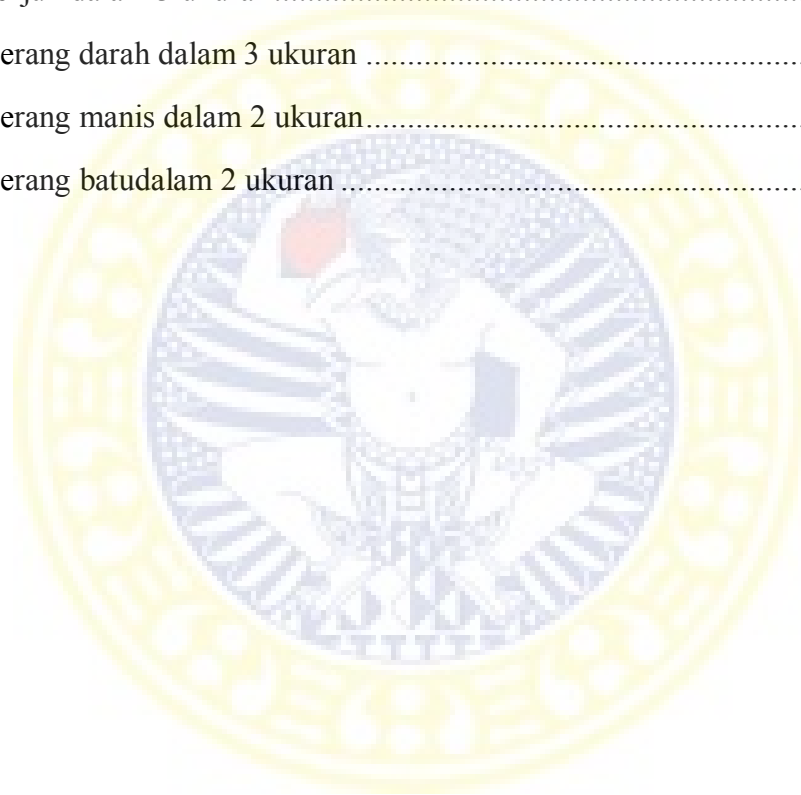 erang darah dalam 3 ukuran ........................................................
erang manis dalam 2 ukuran.......................................................
erang batudalam 2 ukuran ..........................................................